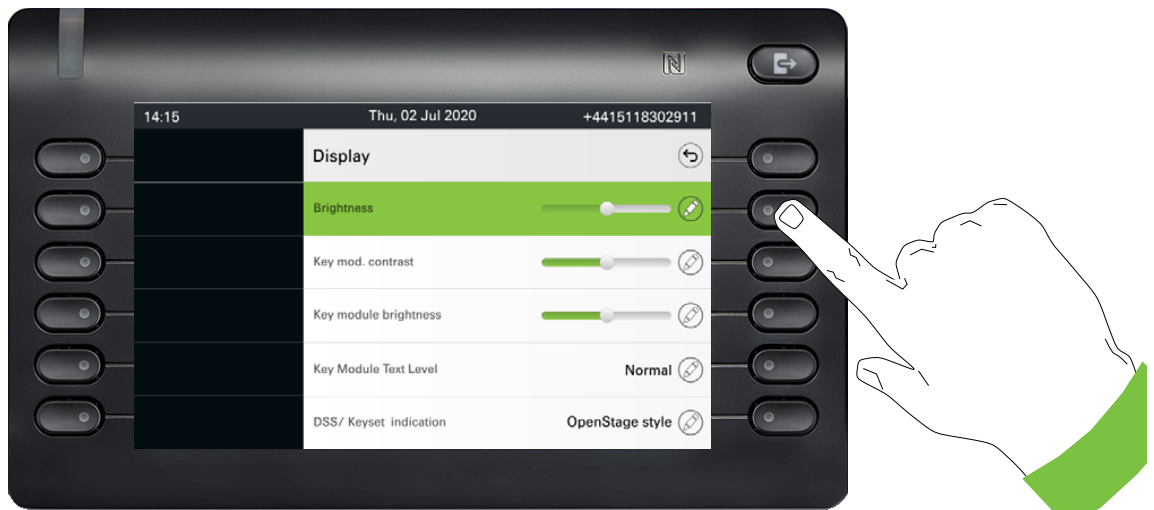 14:15 Thu, 02 Jul 2020 +4415118302911
Display
Brightness
Key mod. contrast
Key module brightness
Key Module Text Level Normal
DSS/ Keyset indication OpenStage style